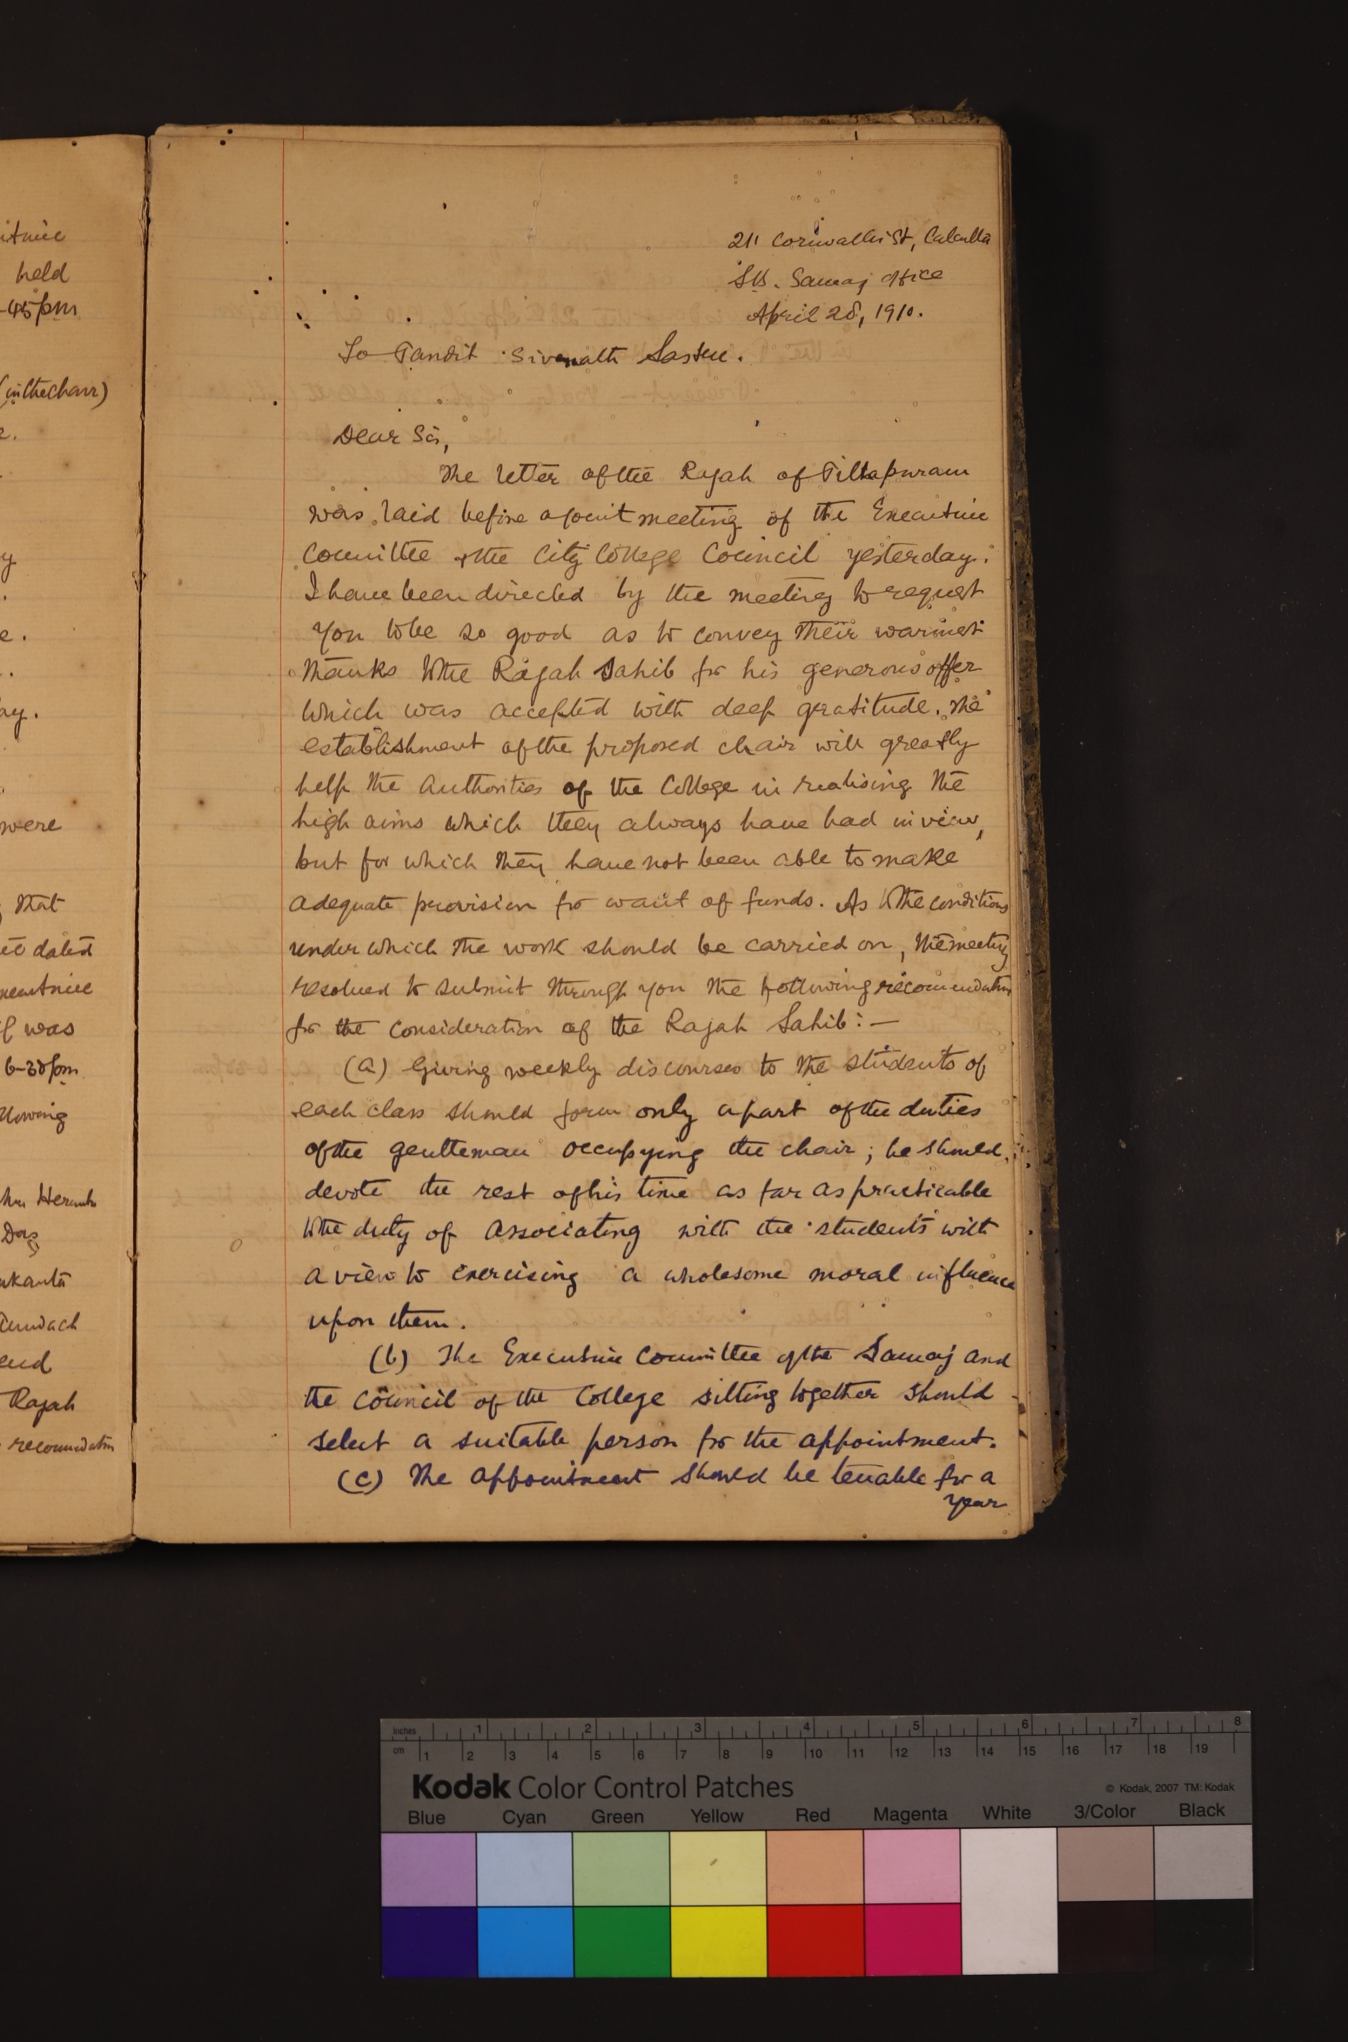 itnee
held
-45pm
(in the chair)
y
e.
ay.
were
that
dated
was
6-30pm
llowing
Das
end
Rajah
211 Cornwallis St, Calcutta
S.B. Samaj Office
April 28, 1910.
To Pandit Sivanath Sastri.
Dear Sir,
The letter of the Rajah of Pittapuram
was laid before a joint meeting of the Executive
Committee & the City College Council yesterday.
I have been directed by the meeting to request
you to be so good as to convey their warmest
thanks to the Rajah Sahib for his generous offer
which was accepted with deep gratitude. The
establishment of the proposed chair will greatly
help the authorities of the College in realising the
high aims which they always have had in view,
but for which they have not been able to make
adequate provision for want of funds. As to the conditions
under which the work should be carried on, the meeting
resolved to submit through you the following recommendations
for the consideration of the Rajah Sahib:—
(a) Giving weekly discourses to the students of
each class should form only a part of the duties
of the gentleman occupying the chair; he should
devote the rest of his time as far as practicable
to the duty of associating with the students with
a view to exercising a wholesome moral influence
upon them.
(b) The Executive Committee of the Samaj and
the Council of the College sitting together should
select a suitable person for the appointment.
(c) The appointment should be tenable for a
year
inches 1 2 3 4 5 6 7 8
cm 1 2 3 4 5 6 7 8 9 10 11 12 13 14 15 16 17 18 19
Kodak Color Control Patches © Kodak, 2007 TM: Kodak
Blue Cyan Green Yellow Red Magenta White 3/Color Black